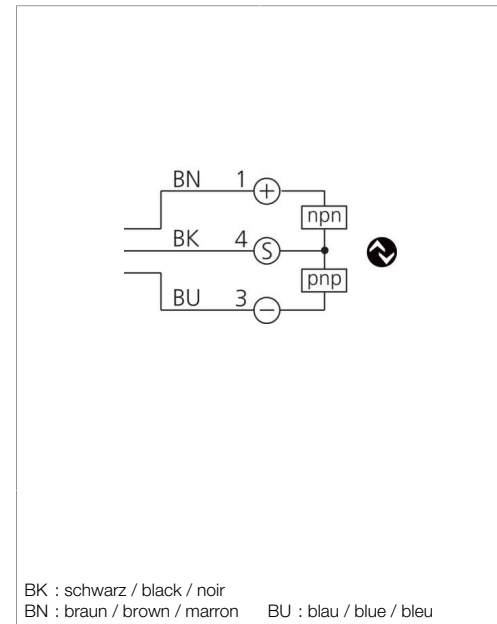 BN 1 +
npn
BK 4 S
pnp
BU 3 −
BK : schwarz / black / noir
BN : braun / brown / marron BU : blau / blue / bleu